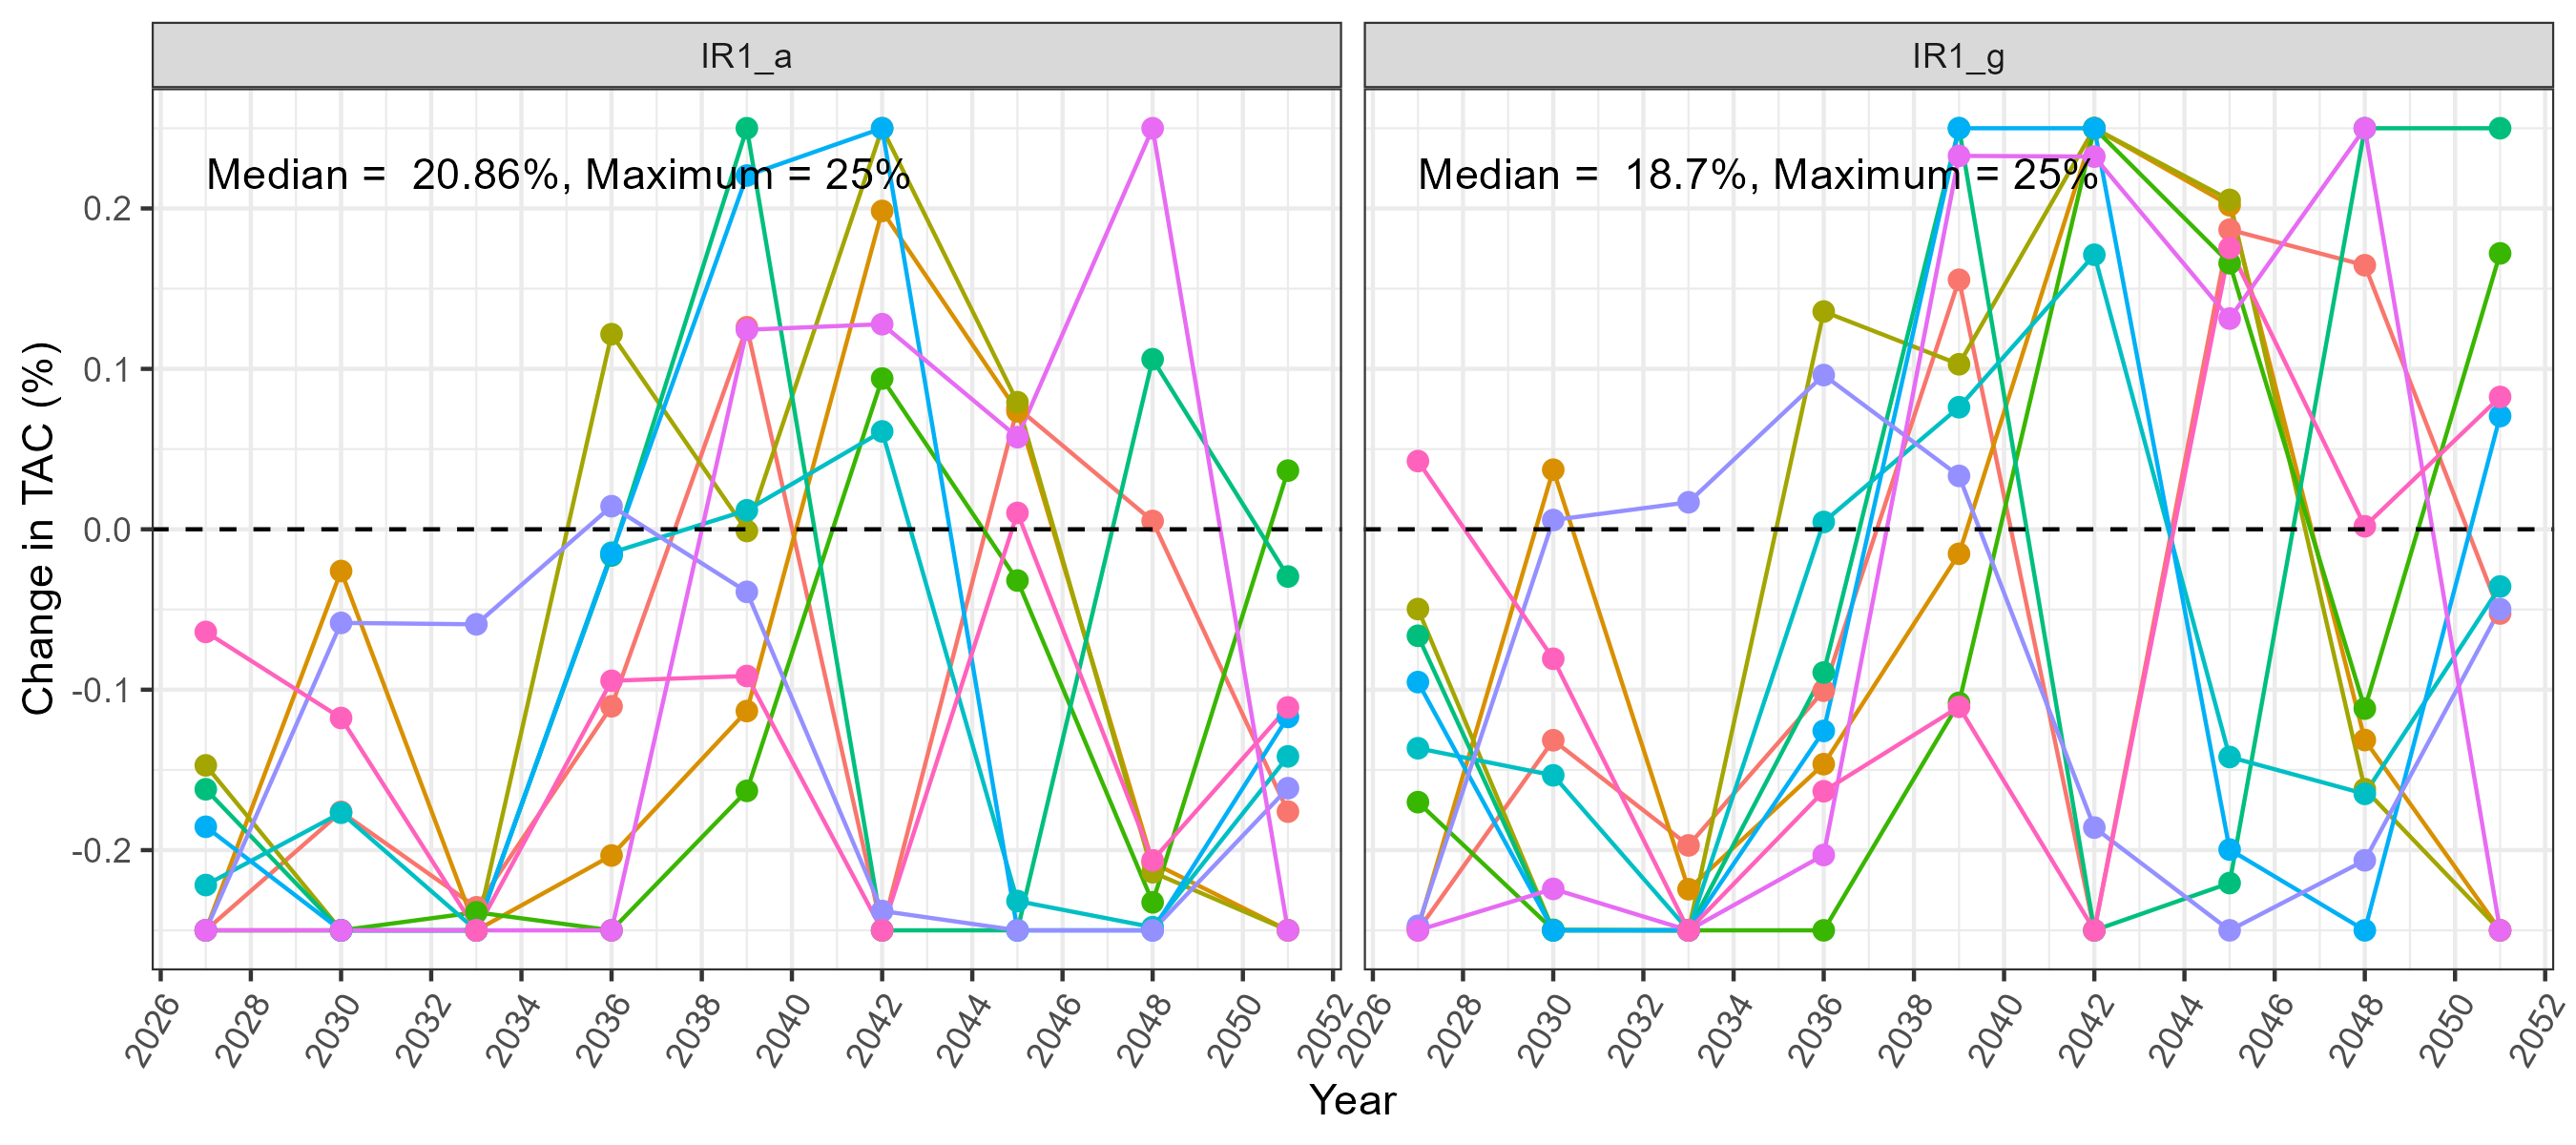 IR1_a
IR1_g
Median =  20.86%, Maximum = 25%
Median =  18.7%, Maximum = 25%
Change in TAC (%)
0.2
0.1
0.0
-0.1
-0.2
2026 2028 2030 2032 2034 2036 2038 2040 2042 2044 2046 2048 2050 2052
2026 2028 2030 2032 2034 2036 2038 2040 2042 2044 2046 2048 2050 2052
Year